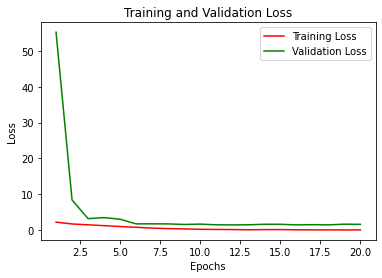 Training and Validation Loss
Training Loss
Validation Loss
50
40
30
20
10
0
Loss
2.5 5.0 7.5 10.0 12.5 15.0 17.5 20.0
Epochs